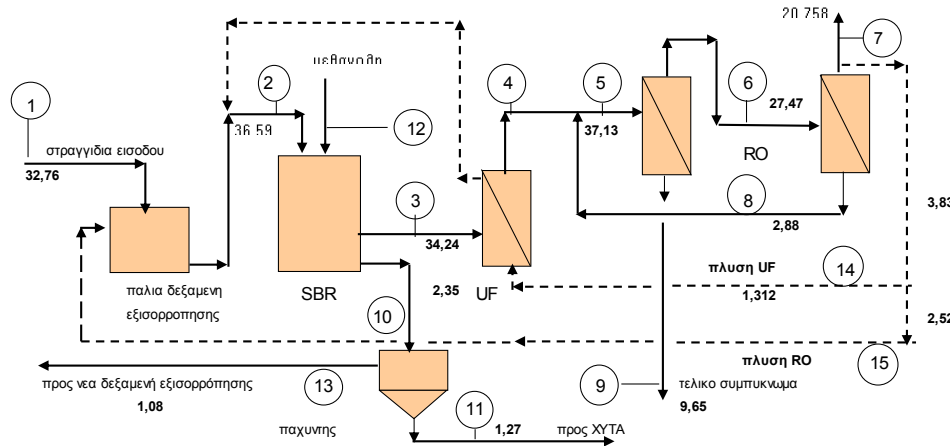 20.758
7
1
2
μεθανολη
4
5
6
27,47
36.59
12
37,13
στραγγιδια εισοδου
32,76
RO
3
8
3,83
34,24
2,88
πλυση UF
14
παλια δεξαμενη
εξισορροπησης
SBR
2,35
UF
1,312
10
2,52
πλυση RO
15
προς νεα δεξαμενή εξισορρόπησης
13
9
τελικο συμπυκνωμα
1,08
9,65
παχυντης
11
1,27
προς ΧΥΤΑ